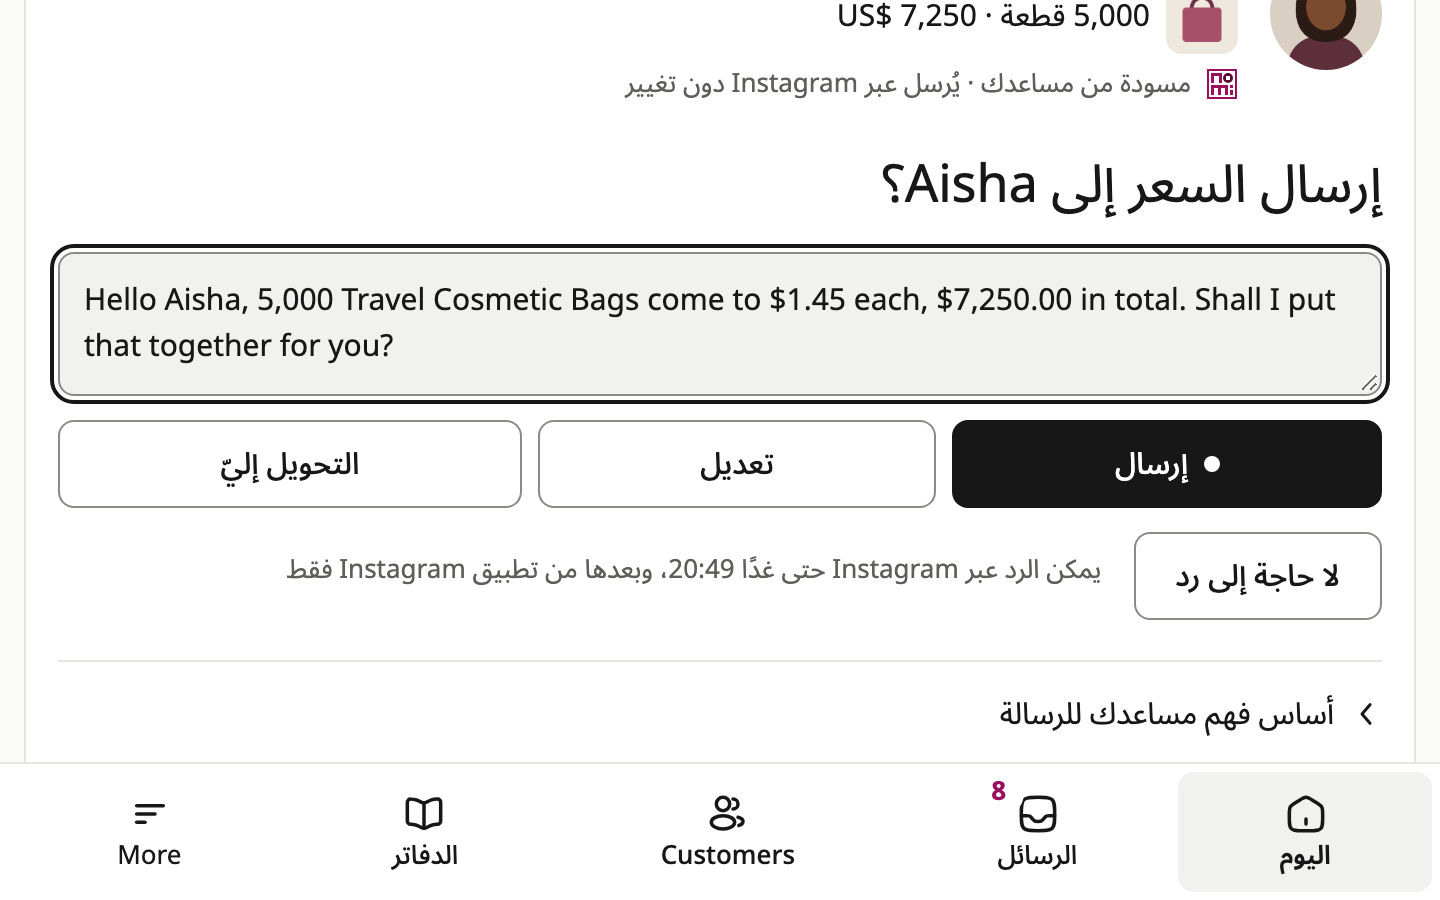 5,000 قطعة · US$ 7,250
nomi مسودة من مساعدك · يُرسل عبر Instagram دون تغيير
إرسال السعر إلى Aisha؟
Hello Aisha, 5,000 Travel Cosmetic Bags come to $1.45 each, $7,250.00 in total. Shall I put
that together for you?
إرسال
تعديل
التحويل إليّ
لا حاجة إلى رد
يمكن الرد عبر Instagram حتى غدًا 20:49، وبعدها من تطبيق Instagram فقط
أساس فهم مساعدك للرسالة
اليوم
8
الرسائل
Customers
الدفاتر
More